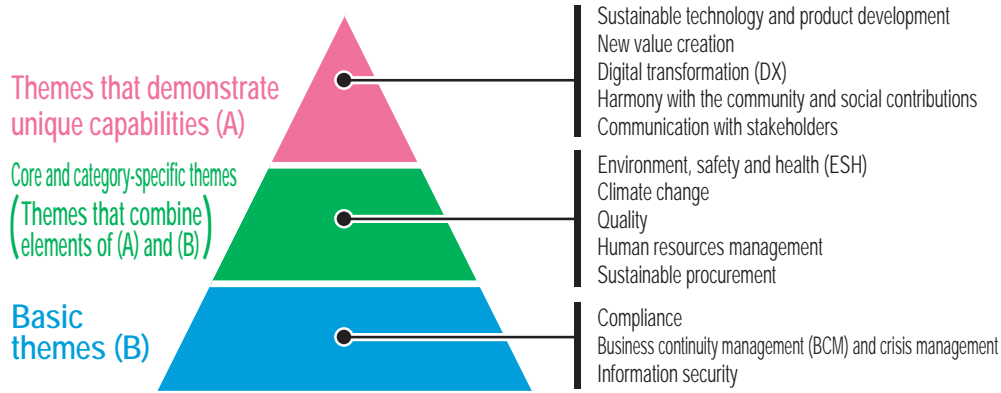 Themes that demonstrate
unique capabilities (A)
Sustainable technology and product development
New value creation
Digital transformation (DX)
Harmony with the community and social contributions
Communication with stakeholders
Core and category-specific themes
(Themes that combine
elements of (A) and (B))
Environment, safety and health (ESH)
Climate change
Quality
Human resources management
Sustainable procurement
Basic
themes (B)
Compliance
Business continuity management (BCM) and crisis management
Information security